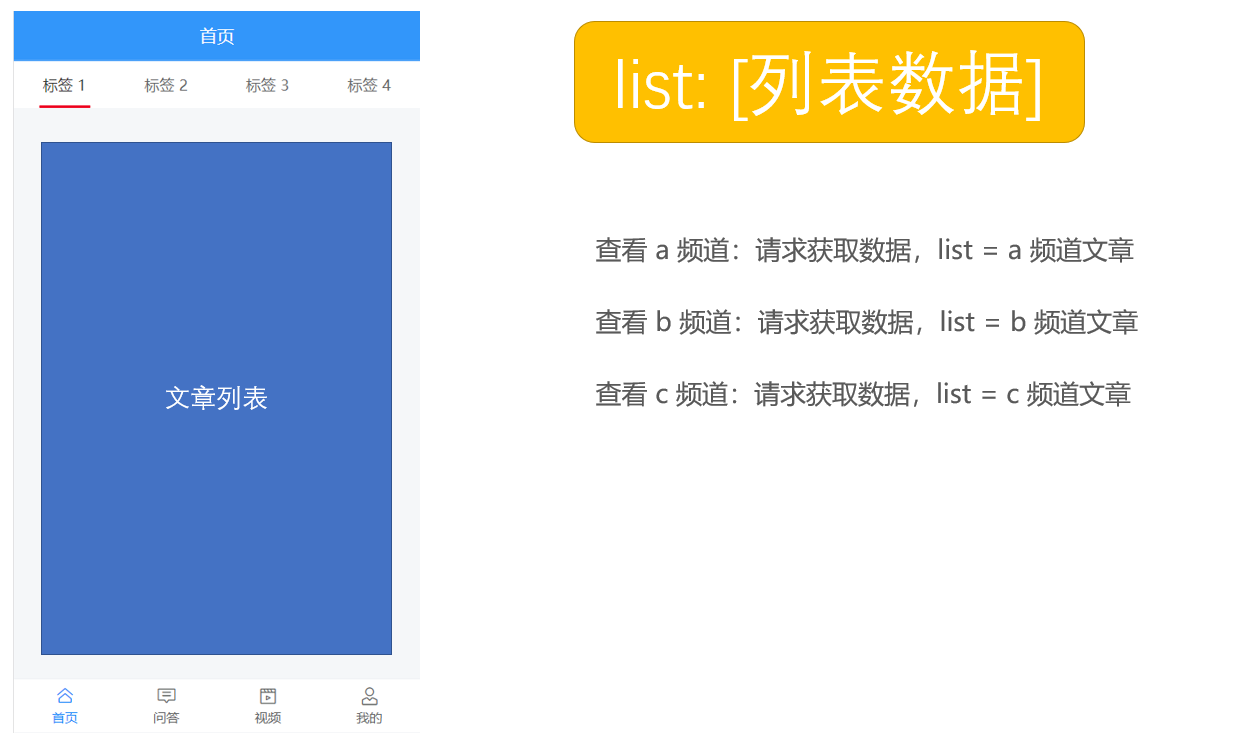 首页
标签 1 标签 2 标签 3 标签 4
文章列表
首页 问答 视频 我的
list: [列表数据]
查看 a 频道：请求获取数据，list = a 频道文章
查看 b 频道：请求获取数据，list = b 频道文章
查看 c 频道：请求获取数据，list = c 频道文章